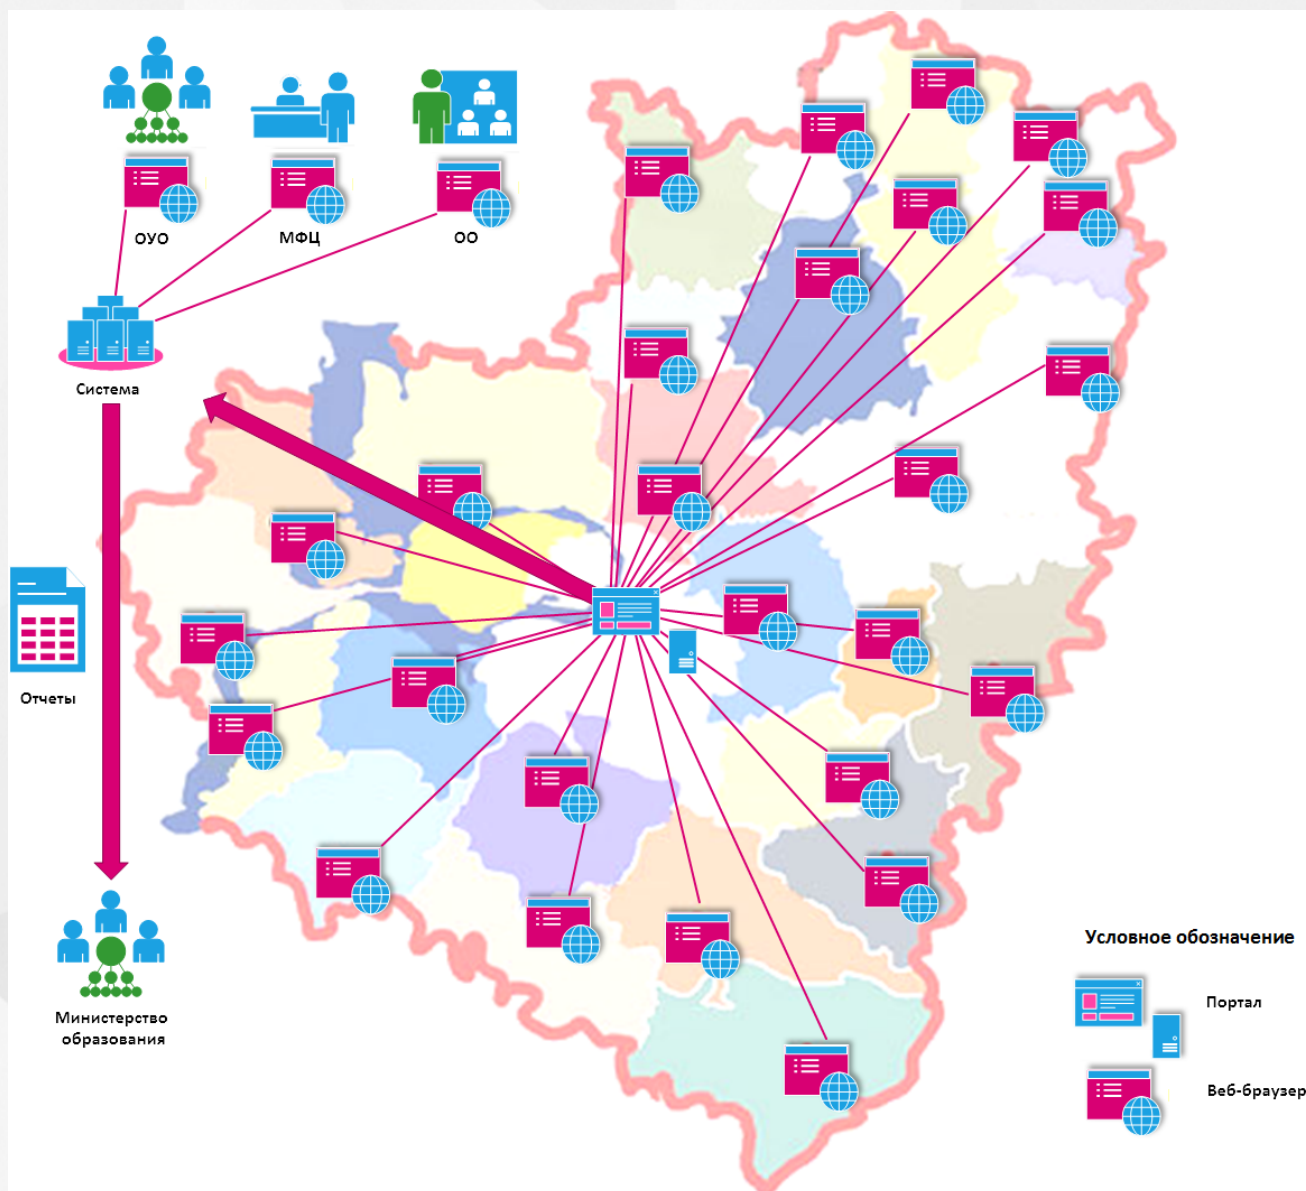 ОУО
МФЦ
ОО
Система
Отчеты
Министерство
образования
Условное обозначение
Портал
Веб-браузер